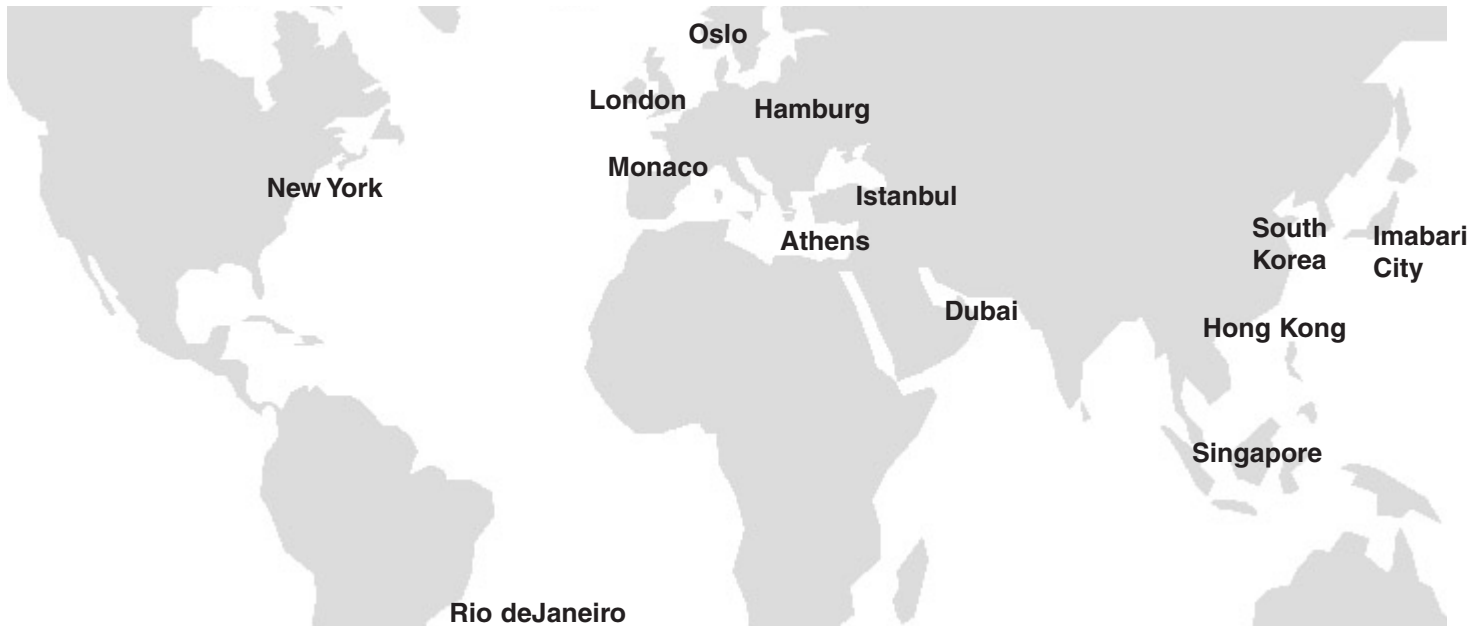 Oslo
London
Hamburg
Monaco
New York
Istanbul
Athens
South
Korea
Imabari
City
Dubai
Hong Kong
Singapore
Rio deJaneiro